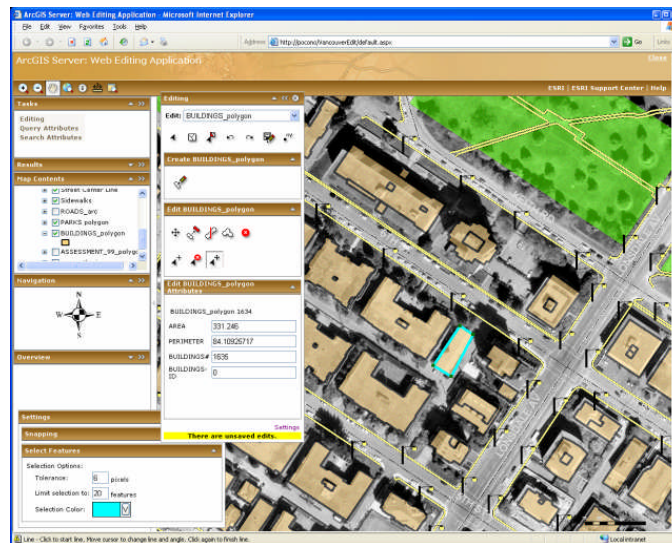 ArcGIS Server: Web Editing Application - Microsoft Internet Explorer
File Edit View Favorites Tools Help
Address http://pocono/VancouverEdit/default.aspx Go Links
ArcGIS Server: Web Editing Application
Close
ESRI | ESRI Support Center | Help
Tasks
Editing
Query Attributes
Search Attributes
Results
Map Contents
Street Center Line
Sidewalks
ROADS_arc
PARKS polygon
BUILDINGS_polygon
ASSESSMENT_99_polygo
Navigation
N
W E
S
Overview
Editing
Edit: BUILDINGS_polygon
Create BUILDINGS_polygon
Edit BUILDINGS_polygon
Edit BUILDINGS_polygon
Attributes
BUILDINGS_polygon 1634
AREA 331.246
PERIMETER 84.10925717
BUILDINGS# 1635
BUILDINGS-
ID 0
Settings
There are unsaved edits.
Settings
Snapping
Select Features
Selection Options:
Tolerance: 6 pixels
Limit selection to: 20 features
Selection Color:
Line - Click to start line. Move cursor to change line and angle. Click again to finish line.
Local intranet